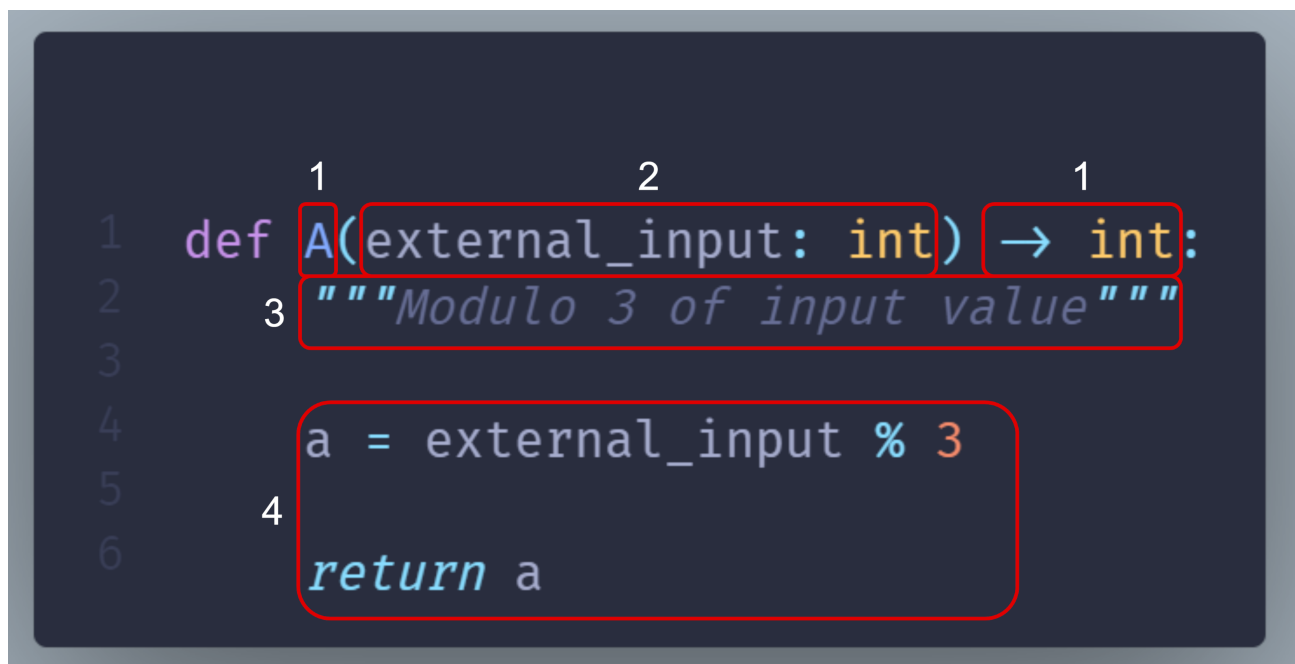 1 2 1
1 def A(external_input: int) → int:
2 """Modulo 3 of input value"""
3
3
4 a = external_input % 3
5
4
6 return a